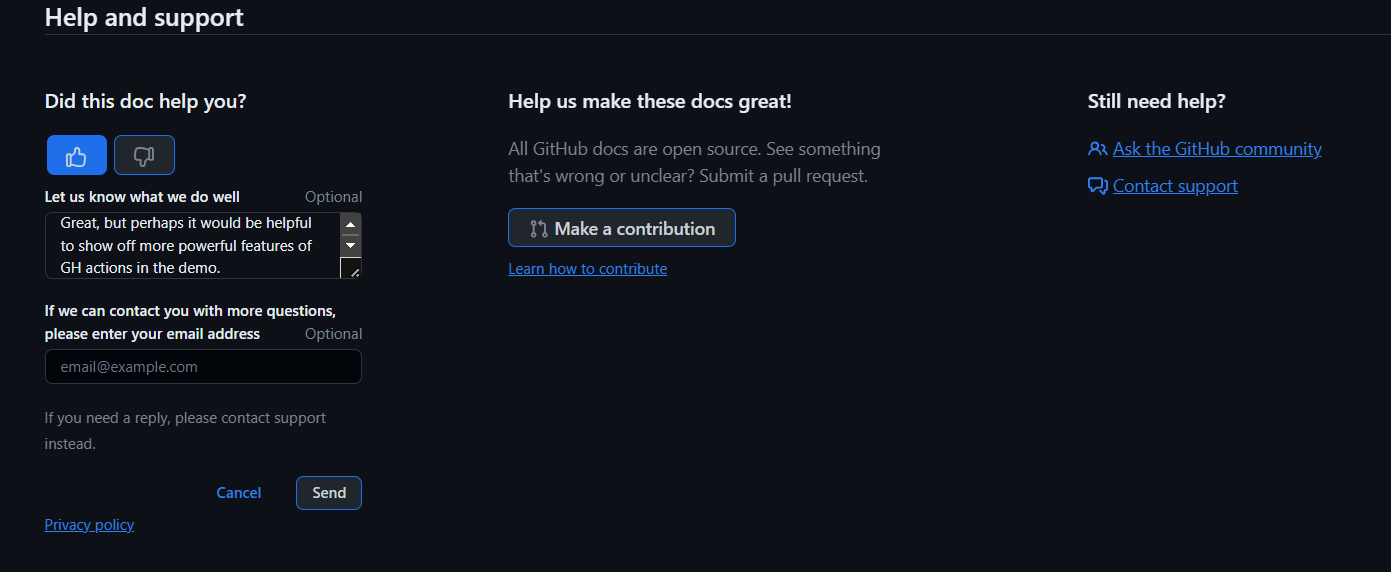 Help and support
Did this doc help you?
Let us know what we do well Optional
Great, but perhaps it would be helpful
to show off more powerful features of
GH actions in the demo.
If we can contact you with more questions,
please enter your email address Optional
email@example.com
If you need a reply, please contact support
instead.
Cancel Send
Privacy policy
Help us make these docs great!
All GitHub docs are open source. See something
that's wrong or unclear? Submit a pull request.
Make a contribution
Learn how to contribute
Still need help?
Ask the GitHub community
Contact support